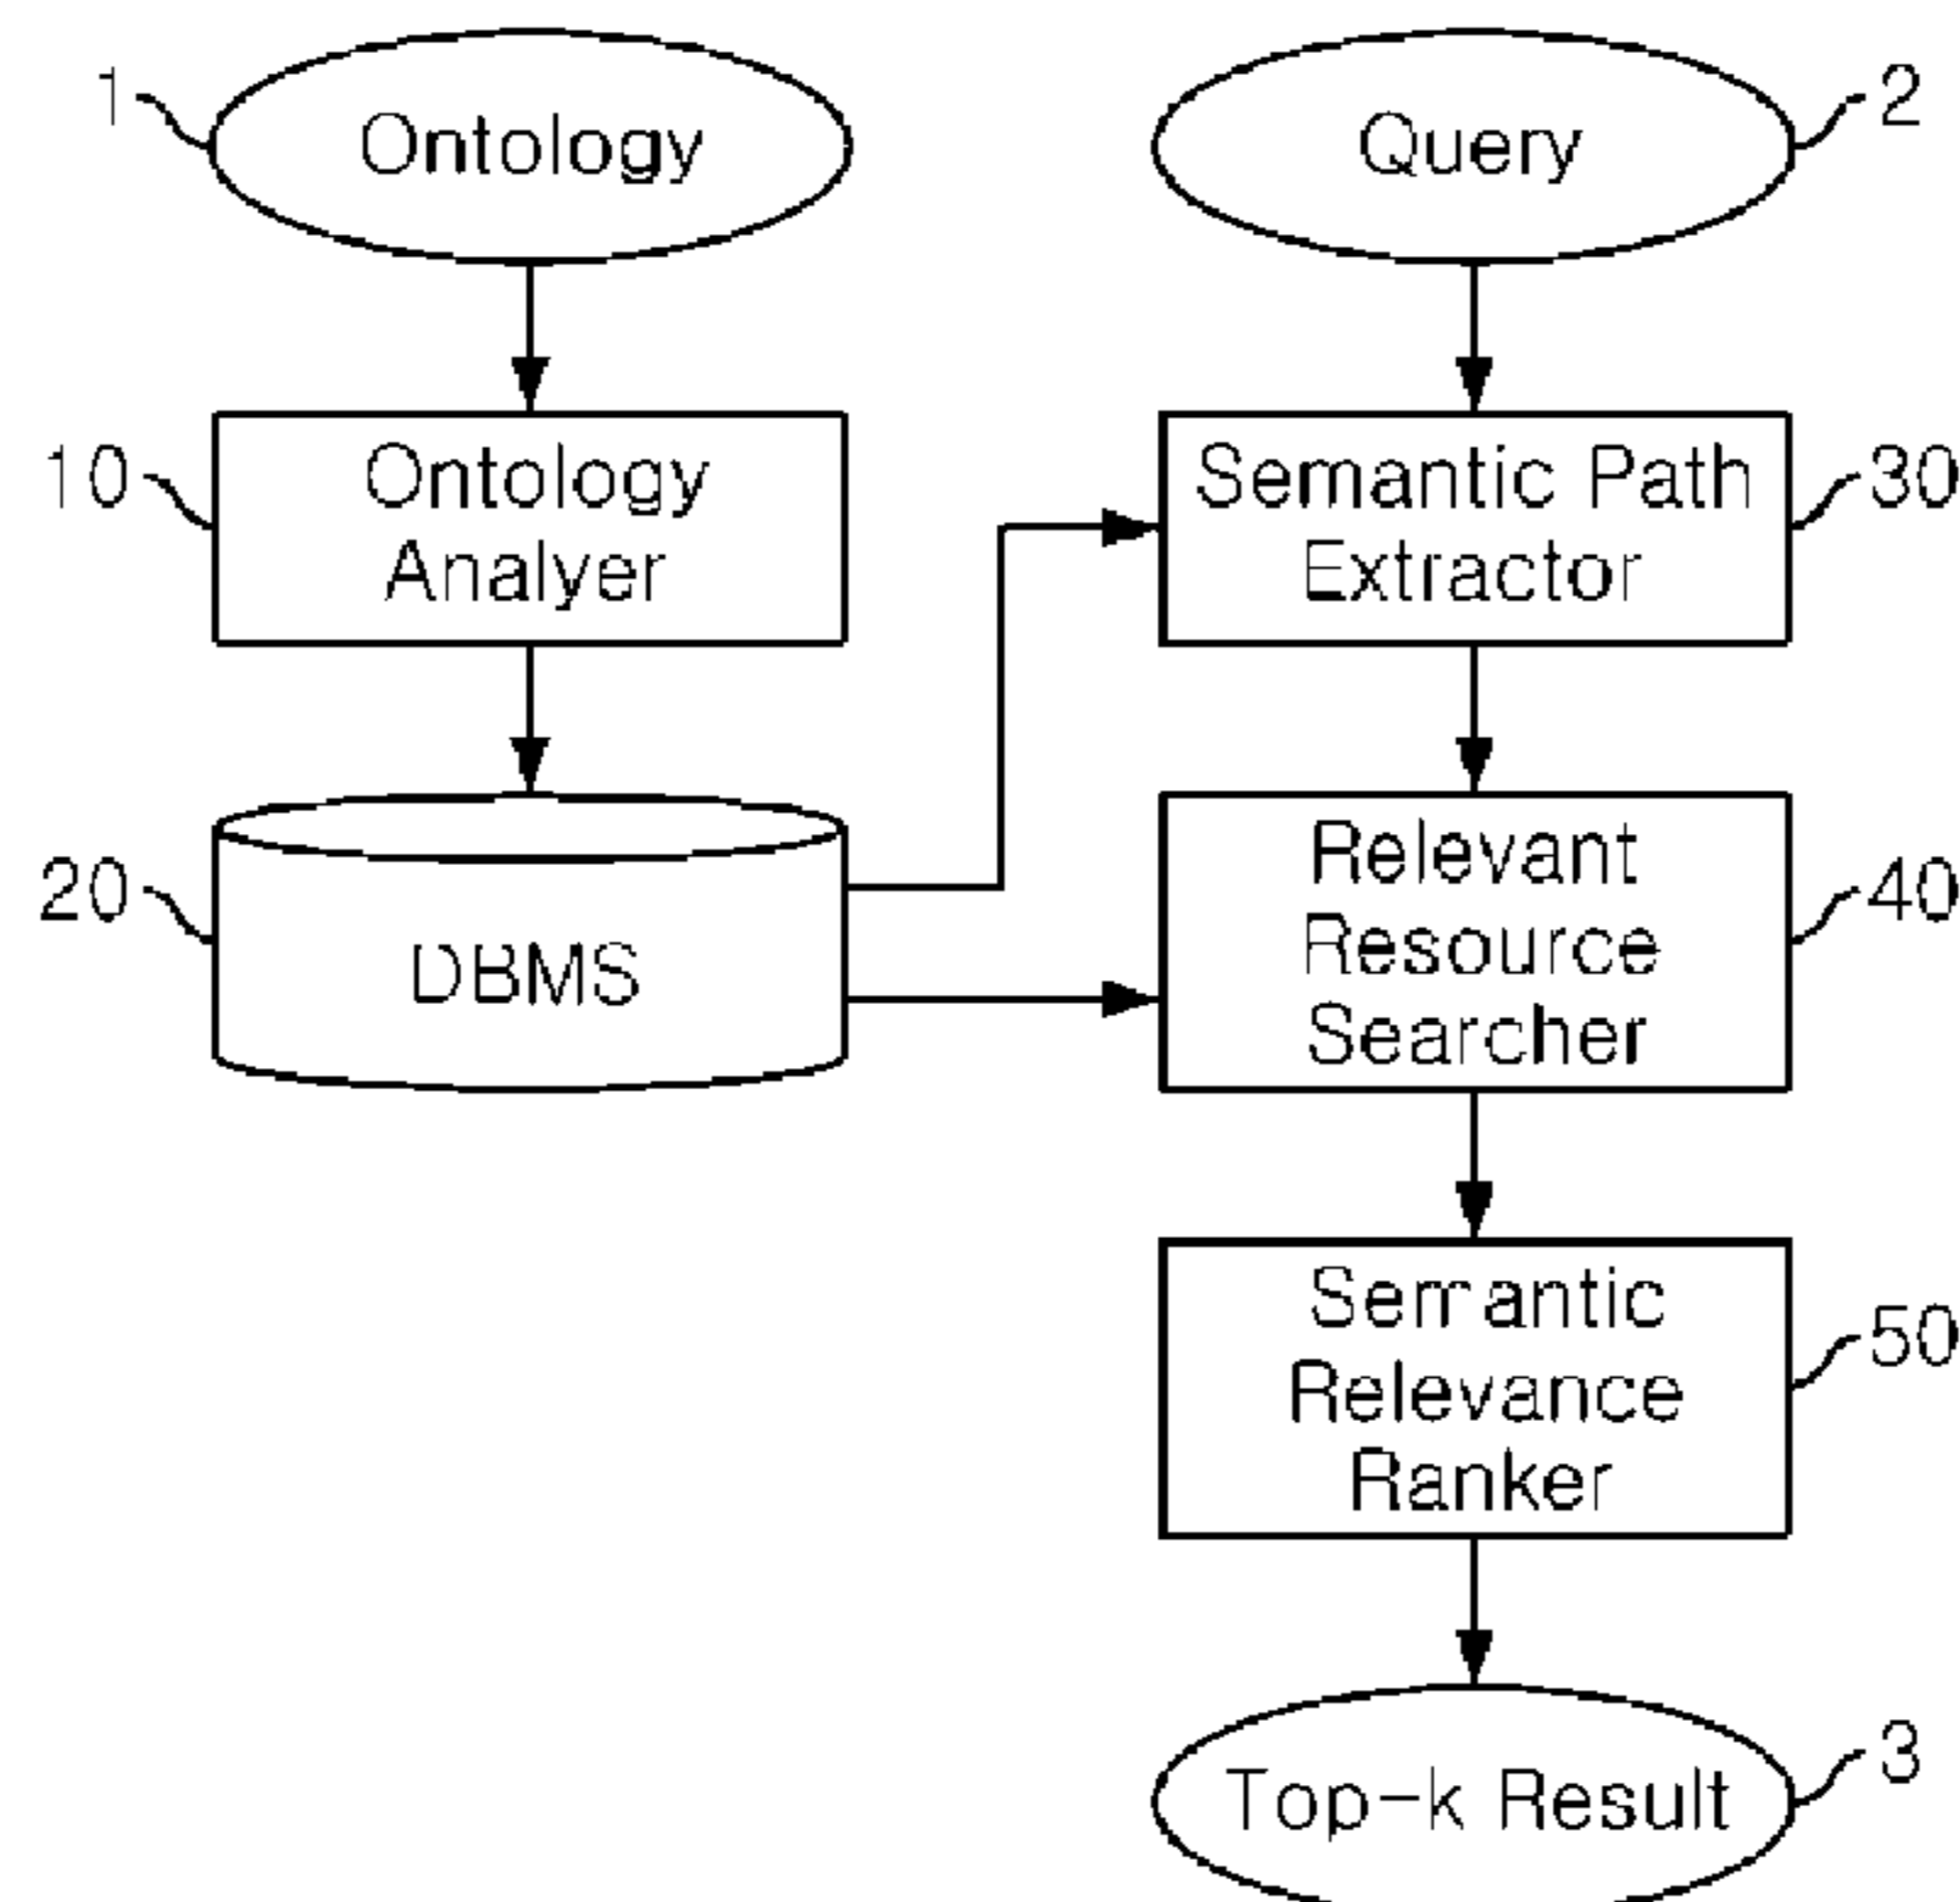 1
Ontology
Query
2
10
Ontology
Analyer
Semantic Path
Extractor
30
20
DBMS
Relevant
Resource
Searcher
40
Semantic
Relevance
Ranker
50
Top-k Result
3